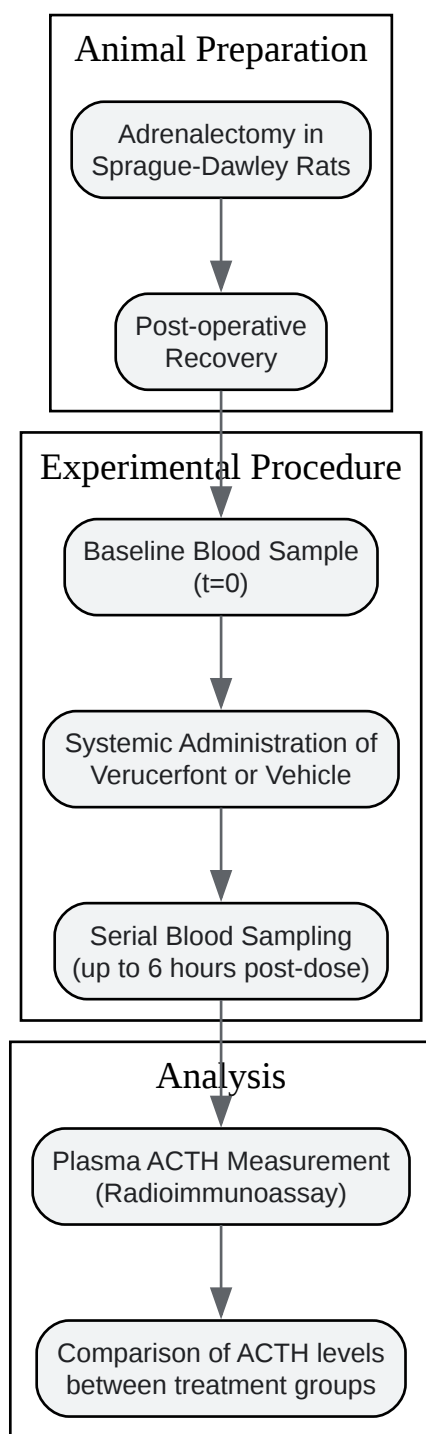 Animal Preparation
Adrenalectomy in
Sprague-Dawley Rats
Post-operative
Recovery
Experimental Procedure
Baseline Blood Sample
(t=0)
Systemic Administration of
Verucerfont or Vehicle
Serial Blood Sampling
(up to 6 hours post-dose)
Analysis
Plasma ACTH Measurement
(Radioimmunoassay)
Comparison of ACTH levels
between treatment groups